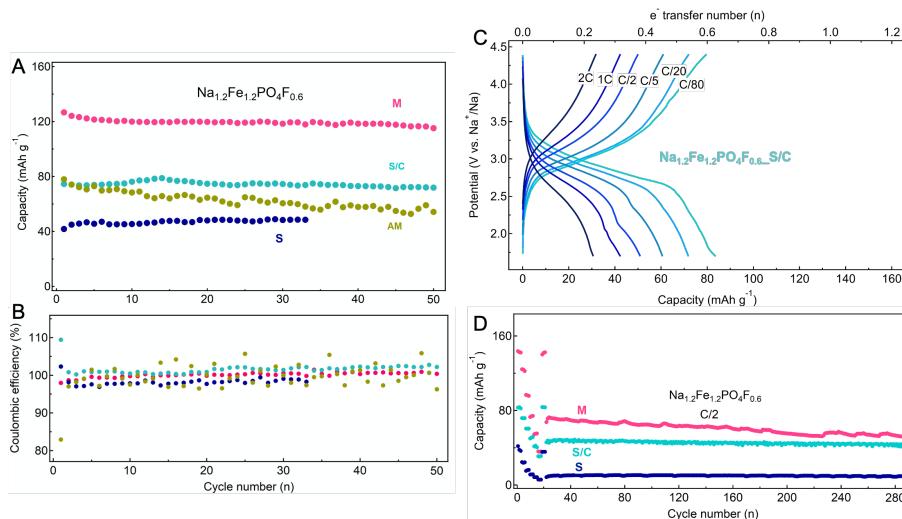 A
160
120
80
40
0
Capacity (mAh g⁻¹)
Na₁.₂Fe₁.₂PO₄F₀.₆
M
S/C
AM
S
0
10
20
30
40
50
B
110
100
90
80
Coulombic efficiency (%)
0
10
20
30
40
50
Cycle number (n)
C
e⁻ transfer number (n)
0.0
0.2
0.4
0.6
0.8
1.0
1.2
4.5
4.0
3.5
3.0
2.5
2.0
Potential (V vs. Na⁺/Na)
2C
1C
C/2
C/5
C/20
C/80
Na₁.₂Fe₁.₂PO₄F₀.₆_S/C
0
20
40
60
80
100
120
140
160
Capacity (mAh g⁻¹)
D
160
80
0
Capacity (mAh g⁻¹)
Na₁.₂Fe₁.₂PO₄F₀.₆
C/2
M
S/C
S
0
40
80
120
160
200
240
280
Cycle number (n)